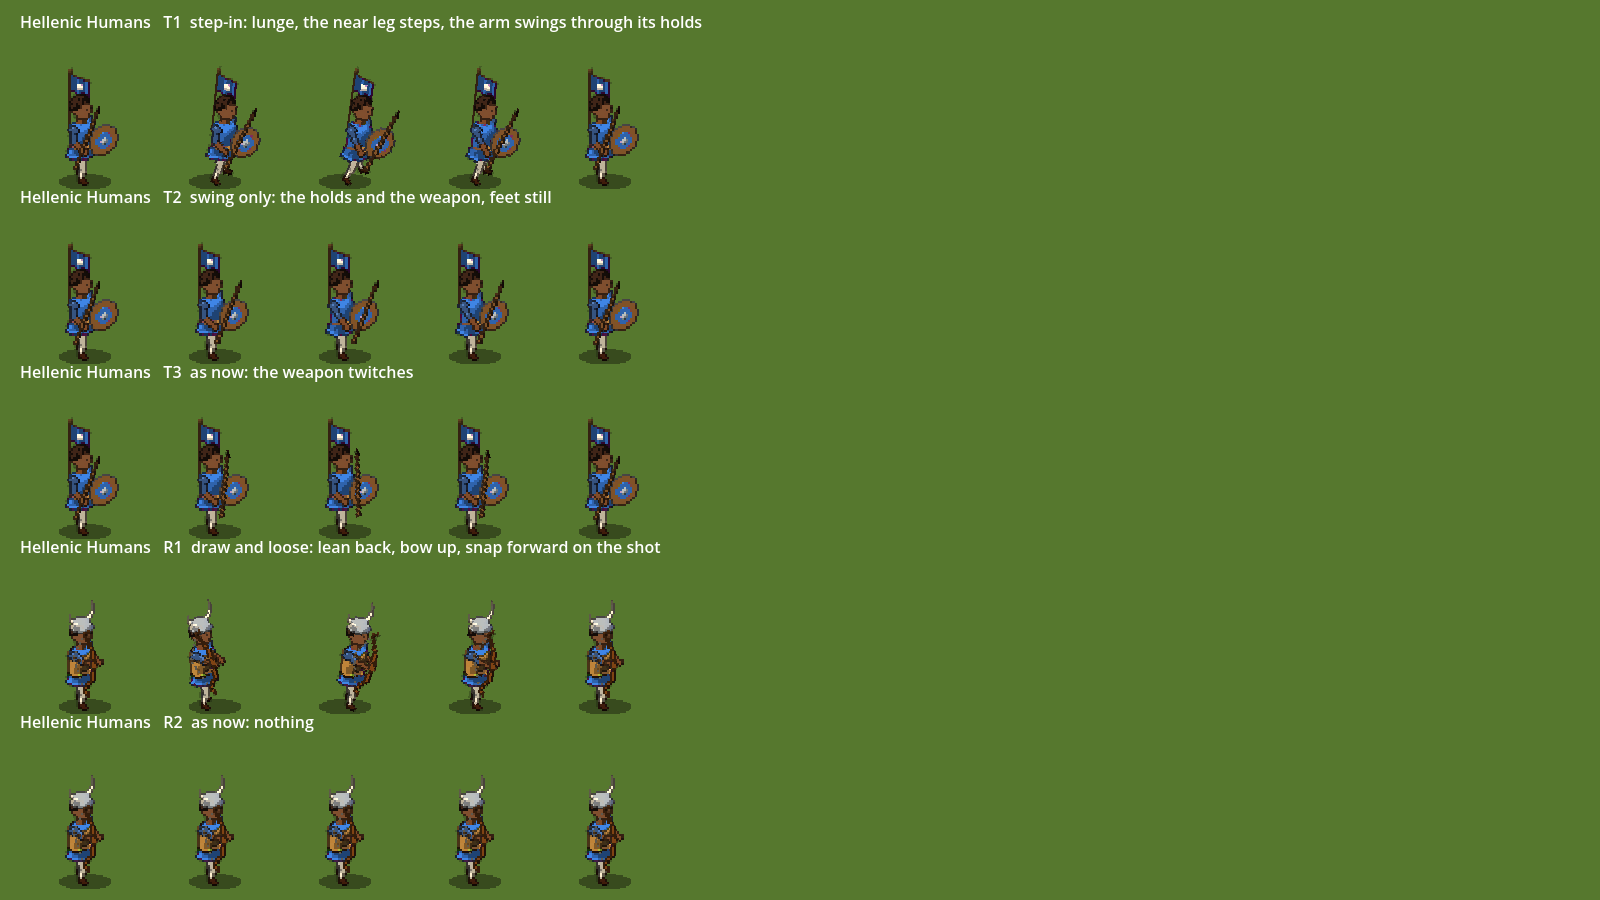 Hellenic Humans T1 step-in: lunge, the near leg steps, the arm swings through its holds
Hellenic Humans T2 swing only: the holds and the weapon, feet still
Hellenic Humans T3 as now: the weapon twitches
Hellenic Humans R1 draw and loose: lean back, bow up, snap forward on the shot
Hellenic Humans R2 as now: nothing